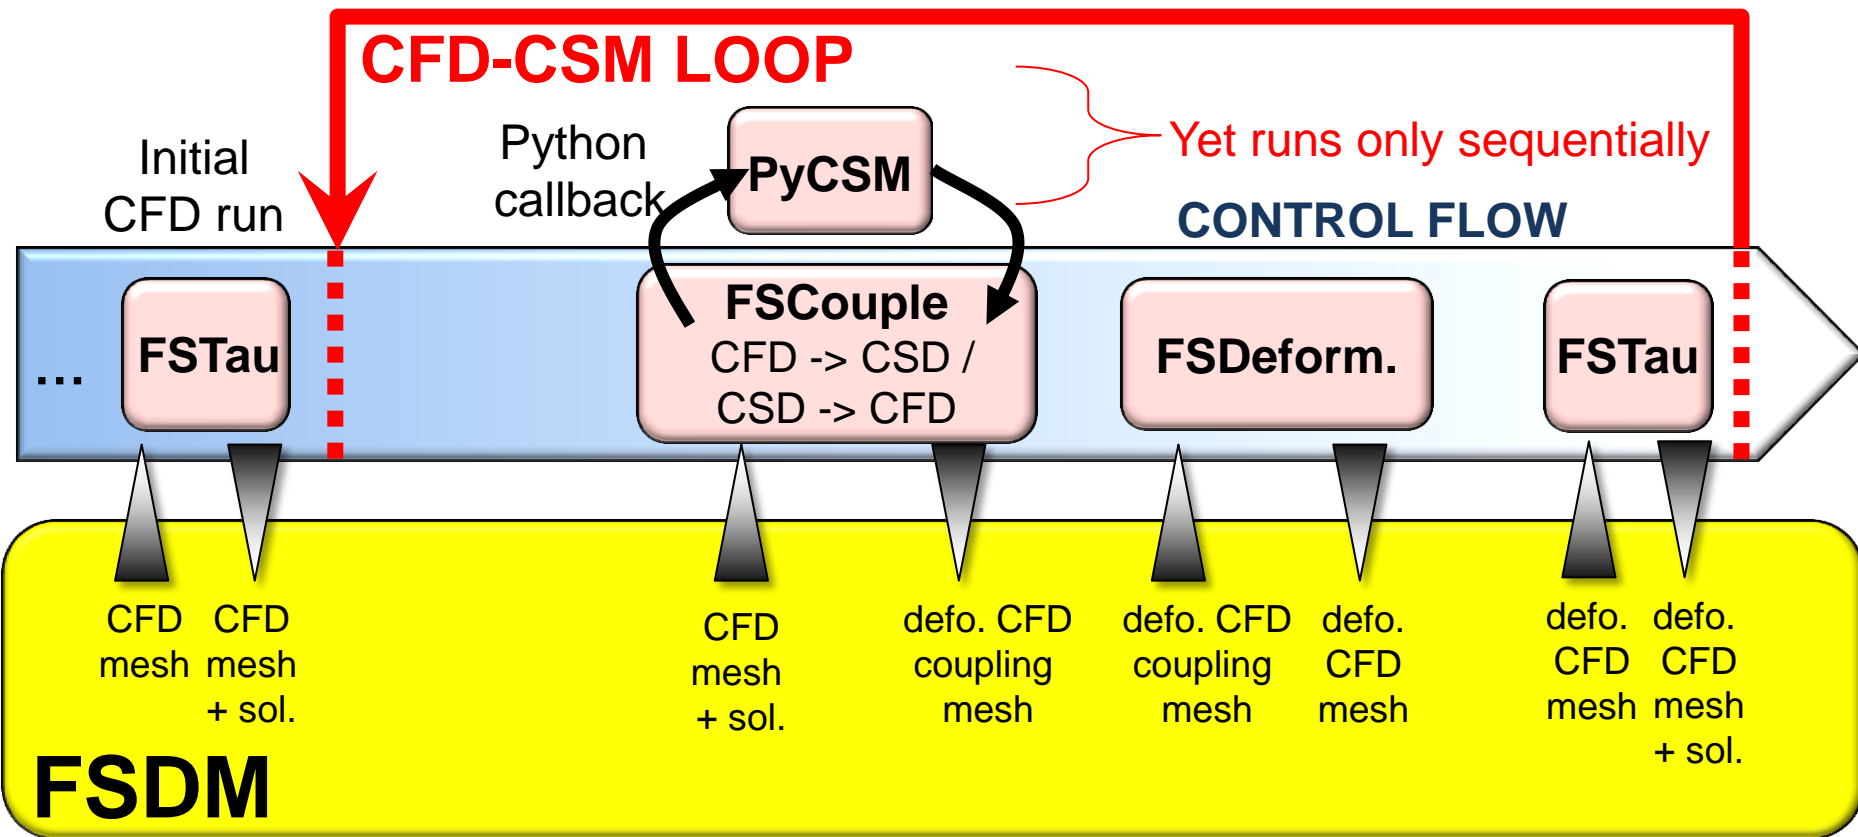 CFD-CSM LOOP
Initial
CFD run
Python
callback
PyCSM
Yet runs only sequentially
CONTROL FLOW
...
FSTau
FSCouple
CFD -> CSD /
CSD -> CFD
FSDeform.
FSTau
CFD
mesh
CFD
mesh
+ sol.
CFD
mesh
+ sol.
defo. CFD
coupling
mesh
defo. CFD
coupling
mesh
defo.
CFD
mesh
defo.
CFD
mesh
defo.
CFD
mesh
+ sol.
FSDM